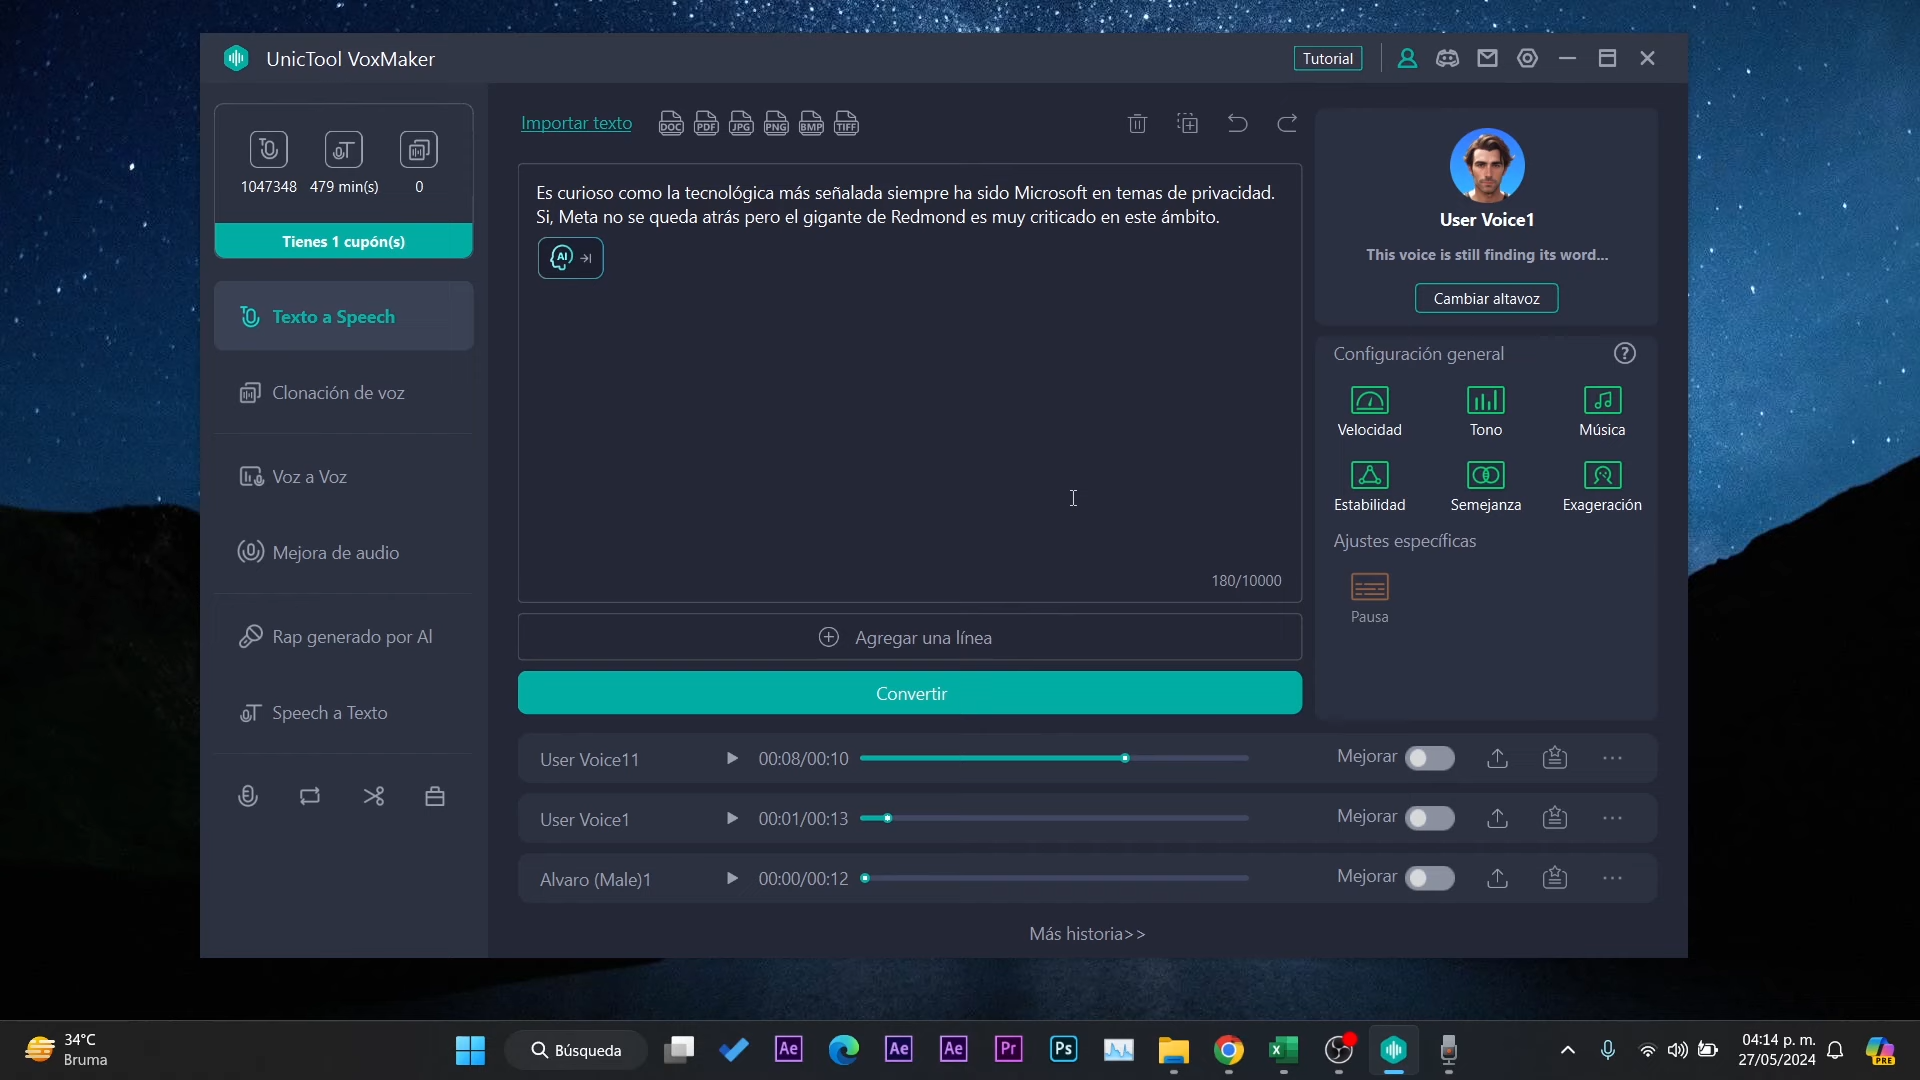 UnicTool VoxMaker
Tutorial
1047348
479 min(s)
0
Tienes 1 cupón(s)
Texto a Speech
Clonación de voz
Voz a Voz
Mejora de audio
Rap generado por AI
Speech a Texto
Importar texto
DOC
PDF
JPG
PNG
BMP
TIFF
Es curioso como la tecnológica más señalada siempre ha sido Microsoft en temas de privacidad.
Si, Meta no se queda atrás pero el gigante de Redmond es muy criticado en este ámbito.
AI
180/10000
Agregar una línea
Convertir
User Voice1
This voice is still finding its word...
Cambiar altavoz
Configuración general
?
Velocidad
Tono
Música
Estabilidad
Semejanza
Exageración
Ajustes específicas
Pausa
User Voice11
00:08/00:10
Mejorar
User Voice1
00:01/00:13
Mejorar
Alvaro (Male)1
00:00/00:12
Mejorar
Más historia>>
34°C
Bruma
Búsqueda
Ae
Ae
Ae
Pr
Ps
04:14 p. m.
27/05/2024
PRE